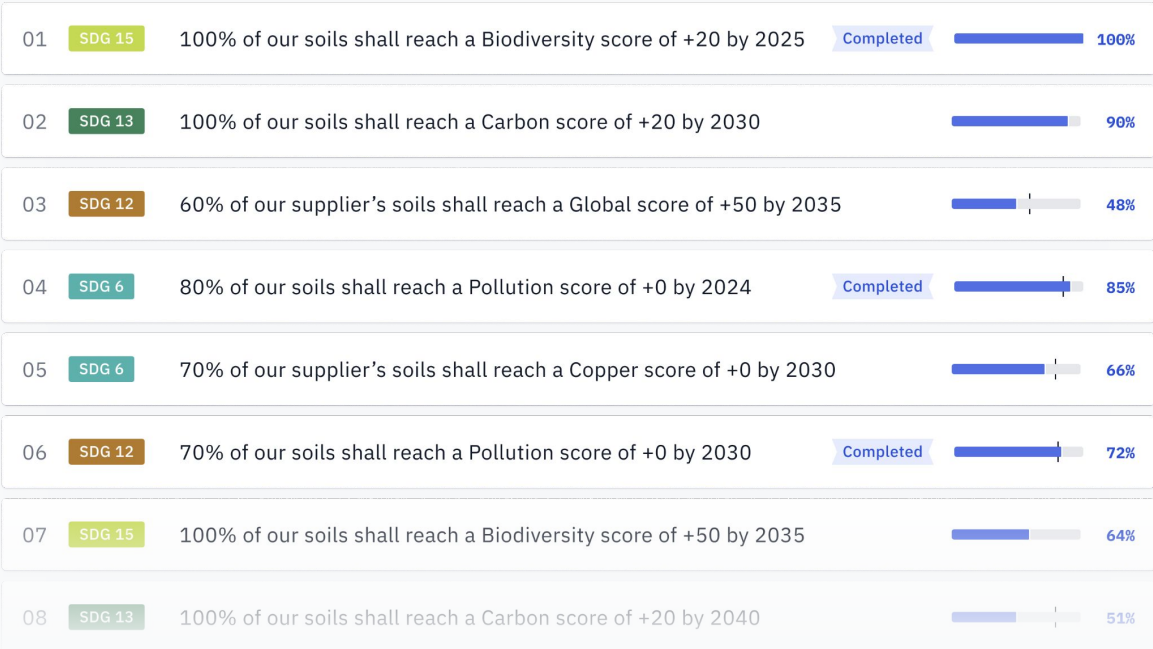 01 SDG 15 100% of our soils shall reach a Biodiversity score of +20 by 2025 Completed 100%
02 SDG 13 100% of our soils shall reach a Carbon score of +20 by 2030 90%
03 SDG 12 60% of our supplier’s soils shall reach a Global score of +50 by 2035 48%
04 SDG 6 80% of our soils shall reach a Pollution score of +0 by 2024 Completed 85%
05 SDG 6 70% of our supplier’s soils shall reach a Copper score of +0 by 2030 66%
06 SDG 12 70% of our soils shall reach a Pollution score of +0 by 2030 Completed 72%
07 SDG 15 100% of our soils shall reach a Biodiversity score of +50 by 2035 64%
08 SDG 13 100% of our soils shall reach a Carbon score of +20 by 2040 51%